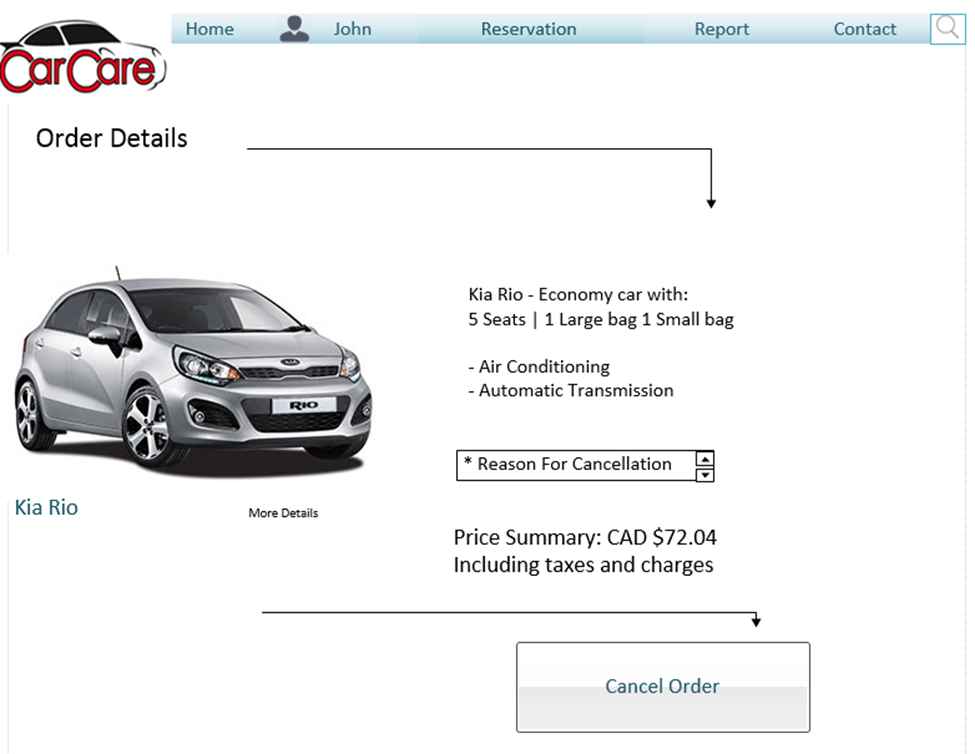 Home John Reservation Report Contact
CarCare
Order Details
Kia Rio - Economy car with:
5 Seats | 1 Large bag 1 Small bag
- Air Conditioning
- Automatic Transmission
KIA
RIO
* Reason For Cancellation
Kia Rio
More Details
Price Summary: CAD $72.04
Including taxes and charges
Cancel Order